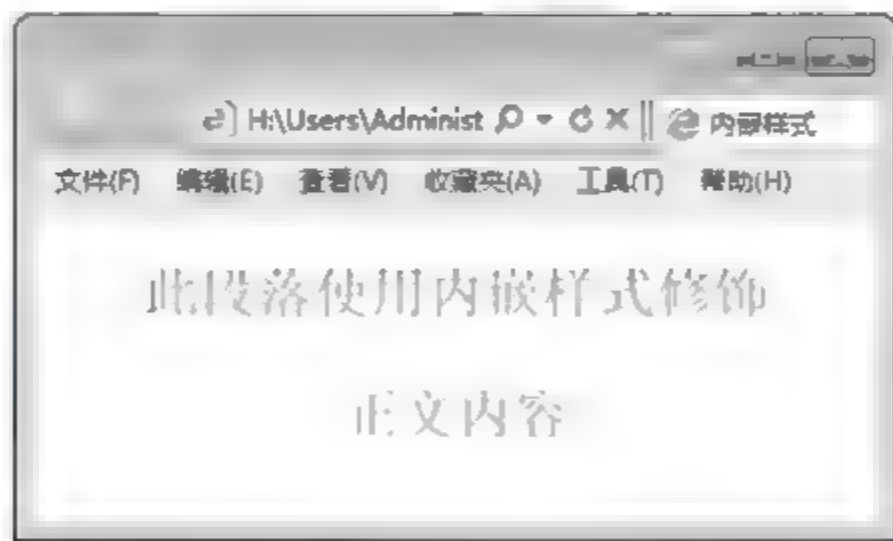 H:\Users\Administ 内部样式
文件(F) 编辑(E) 查看(V) 收藏夹(A) 工具(T) 帮助(H)
此段落使用内嵌样式修饰
正文内容